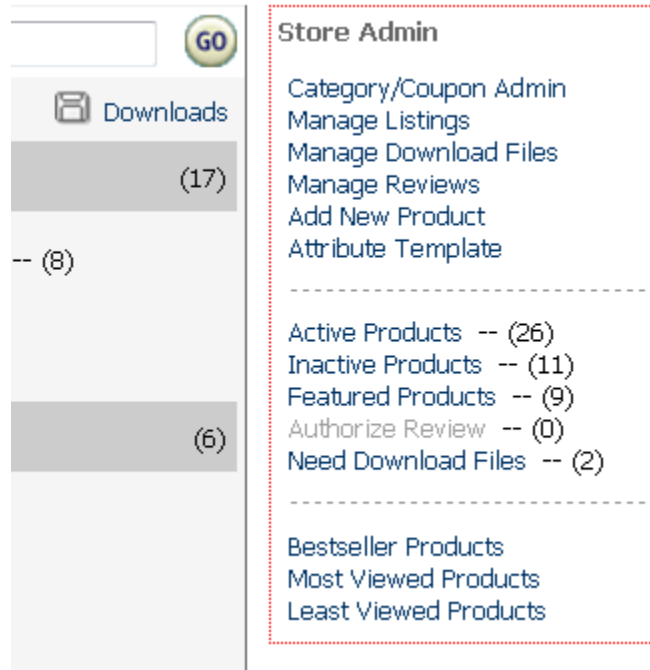 GO
Downloads
(17)
-- (8)
(6)
Store Admin
Category/Coupon Admin
Manage Listings
Manage Download Files
Manage Reviews
Add New Product
Attribute Template
Active Products -- (26)
Inactive Products -- (11)
Featured Products -- (9)
Authorize Review -- (0)
Need Download Files -- (2)
Bestseller Products
Most Viewed Products
Least Viewed Products